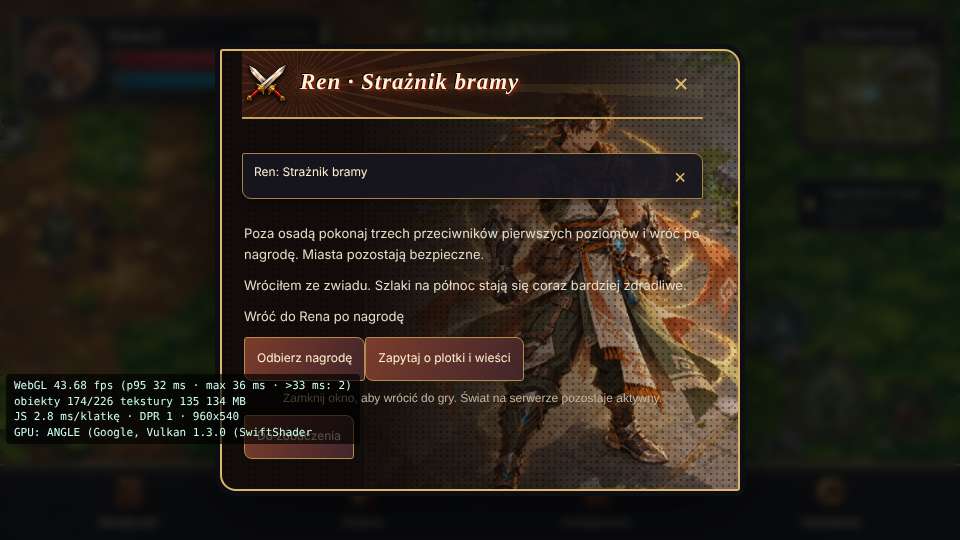 Ren · Strażnik bramy
×
Ren: Strażnik bramy
×
Poza osadą pokonaj trzech przeciwników pierwszych poziomów i wróć po
nagrodę. Miasta pozostają bezpieczne.
Wróciłem ze zwiadu. Szlaki na północ stają się coraz bardziej zdradliwe.
Wróć do Rena po nagrodę
Odbierz nagrodę Zapytaj o plotki i wieści
WebGL 43.68 fps (p95 32 ms · max 36 ms · >33 ms: 2)
Zamknij okno, aby wrócić do gry. Świat na serwerze pozostaje aktywny.
obiekty 174/226 tekstury 135 134 MB
JS 2.8 ms/klatkę · DPR 1 · 960x540
GPU: ANGLE (Google, Vulkan 1.3.0 (SwiftShader
Do zobaczenia